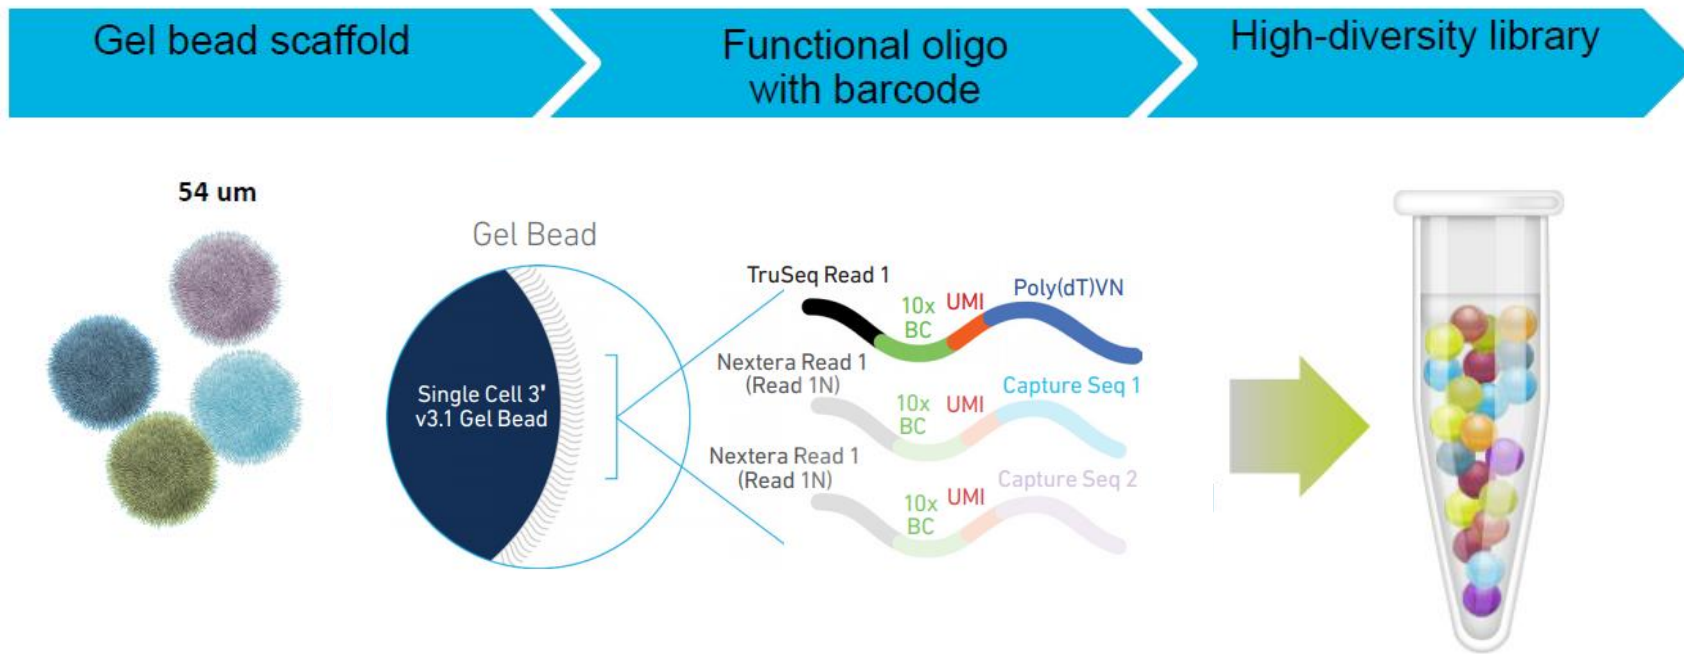 Gel bead scaffold
Functional oligo
with barcode
High-diversity library
54 um
Gel Bead
Single Cell 3'
v3.1 Gel Bead
TruSeq Read 1
10x
BC
UMI
Poly(dT)VN
Nextera Read 1
(Read 1N)
10x
BC
UMI
Capture Seq 1
Nextera Read 1
(Read 1N)
10x
BC
UMI
Capture Seq 2